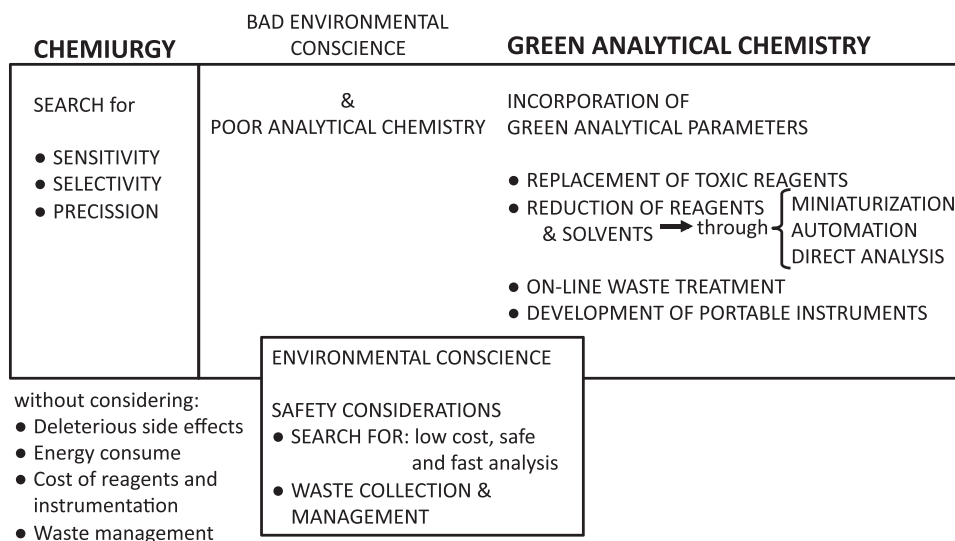 CHEMIURGY
SEARCH for
● SENSITIVITY
● SELECTIVITY
● PRECISSION
without considering:
● Deleterious side effects
● Energy consume
● Cost of reagents and
instrumentation
● Waste management
BAD ENVIRONMENTAL
CONSCIENCE
&
POOR ANALYTICAL CHEMISTRY
ENVIRONMENTAL CONSCIENCE
SAFETY CONSIDERATIONS
● SEARCH FOR: low cost, safe
and fast analysis
● WASTE COLLECTION &
MANAGEMENT
GREEN ANALYTICAL CHEMISTRY
INCORPORATION OF
GREEN ANALYTICAL PARAMETERS
● REPLACEMENT OF TOXIC REAGENTS
● REDUCTION OF REAGENTS
& SOLVENTS → through
MINIATURIZATION
AUTOMATION
DIRECT ANALYSIS
● ON-LINE WASTE TREATMENT
● DEVELOPMENT OF PORTABLE INSTRUMENTS